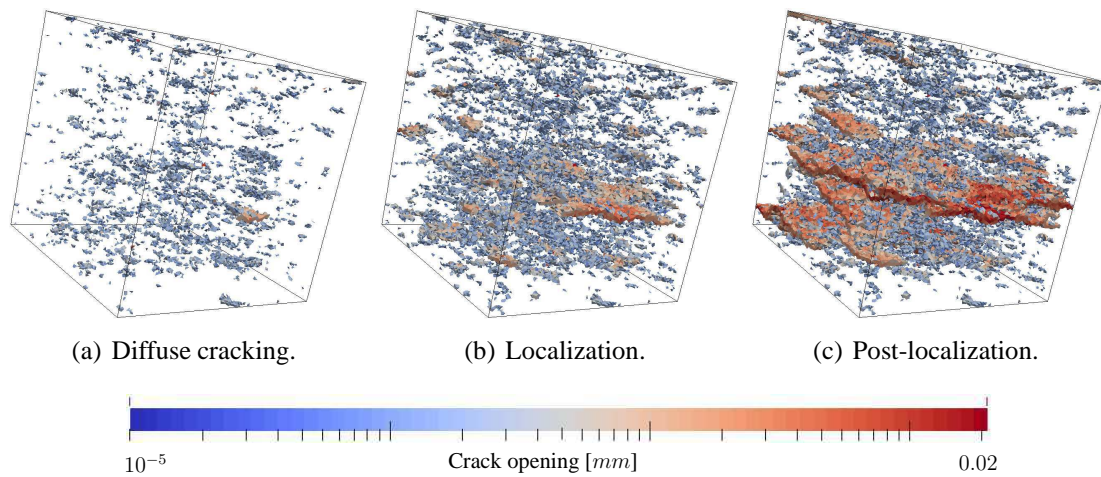 (a) Diffuse cracking.
(b) Localization.
(c) Post-localization.
10⁻⁵
Crack opening [mm]
0.02